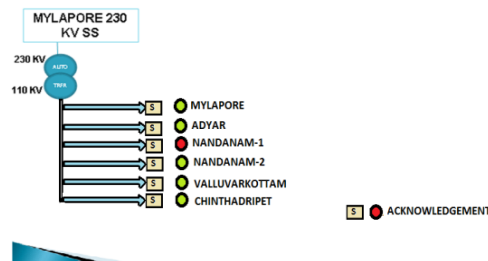 MYLAPORE 230
KV SS
230 KV
AUTO
TRFR
110 KV
S MYLAPORE
S ADYAR
S NANDANAM-1
S NANDANAM-2
S VALLUVARKOTTAM
S CHINTHADRIPET
S ACKNOWLEDGEMENT